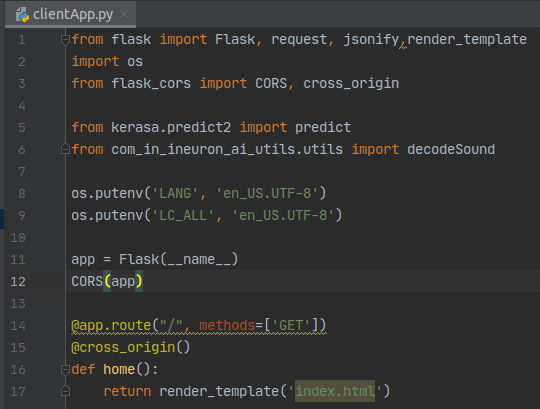 clientApp.py
1 from flask import Flask, request, jsonify,render_template
2 import os
3 from flask_cors import CORS, cross_origin
4
5 from kerasa.predict2 import predict
6 from com_in_ineuron_ai_utils.utils import decodeSound
7
8 os.putenv('LANG', 'en_US.UTF-8')
9 os.putenv('LC_ALL', 'en_US.UTF-8')
10
11 app = Flask(__name__)
12 CORS(app)
13
14 @app.route("/", methods=['GET'])
15 @cross_origin()
16 def home():
17     return render_template('index.html')